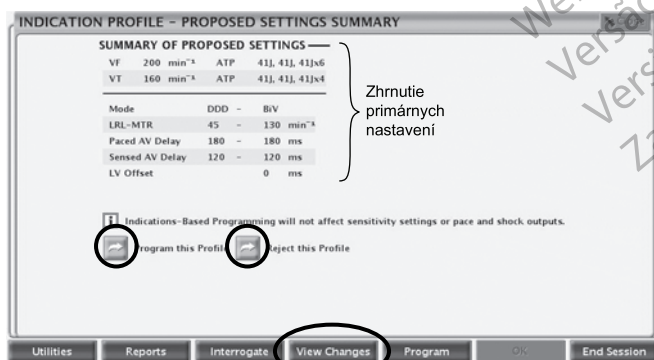 INDICATION PROFILE - PROPOSED SETTINGS SUMMARY
SUMMARY OF PROPOSED SETTINGS
VF 200 min⁻¹ ATP 41J, 41J, 41Jx6
VT 160 min⁻¹ ATP 41J, 41J, 41Jx4
Mode DDD - BiV
LRL-MTR 45 - 130 min⁻¹
Paced AV Delay 180 - 180 ms
Sensed AV Delay 120 - 120 ms
LV Offset 0 ms
Zhrnutie
primárnych
nastavení
i Indications-Based Programming will not affect sensitivity settings or pace and shock outputs.
Program this Profile Reject this Profile
Utilities Reports Interrogate View Changes Program OK End Session